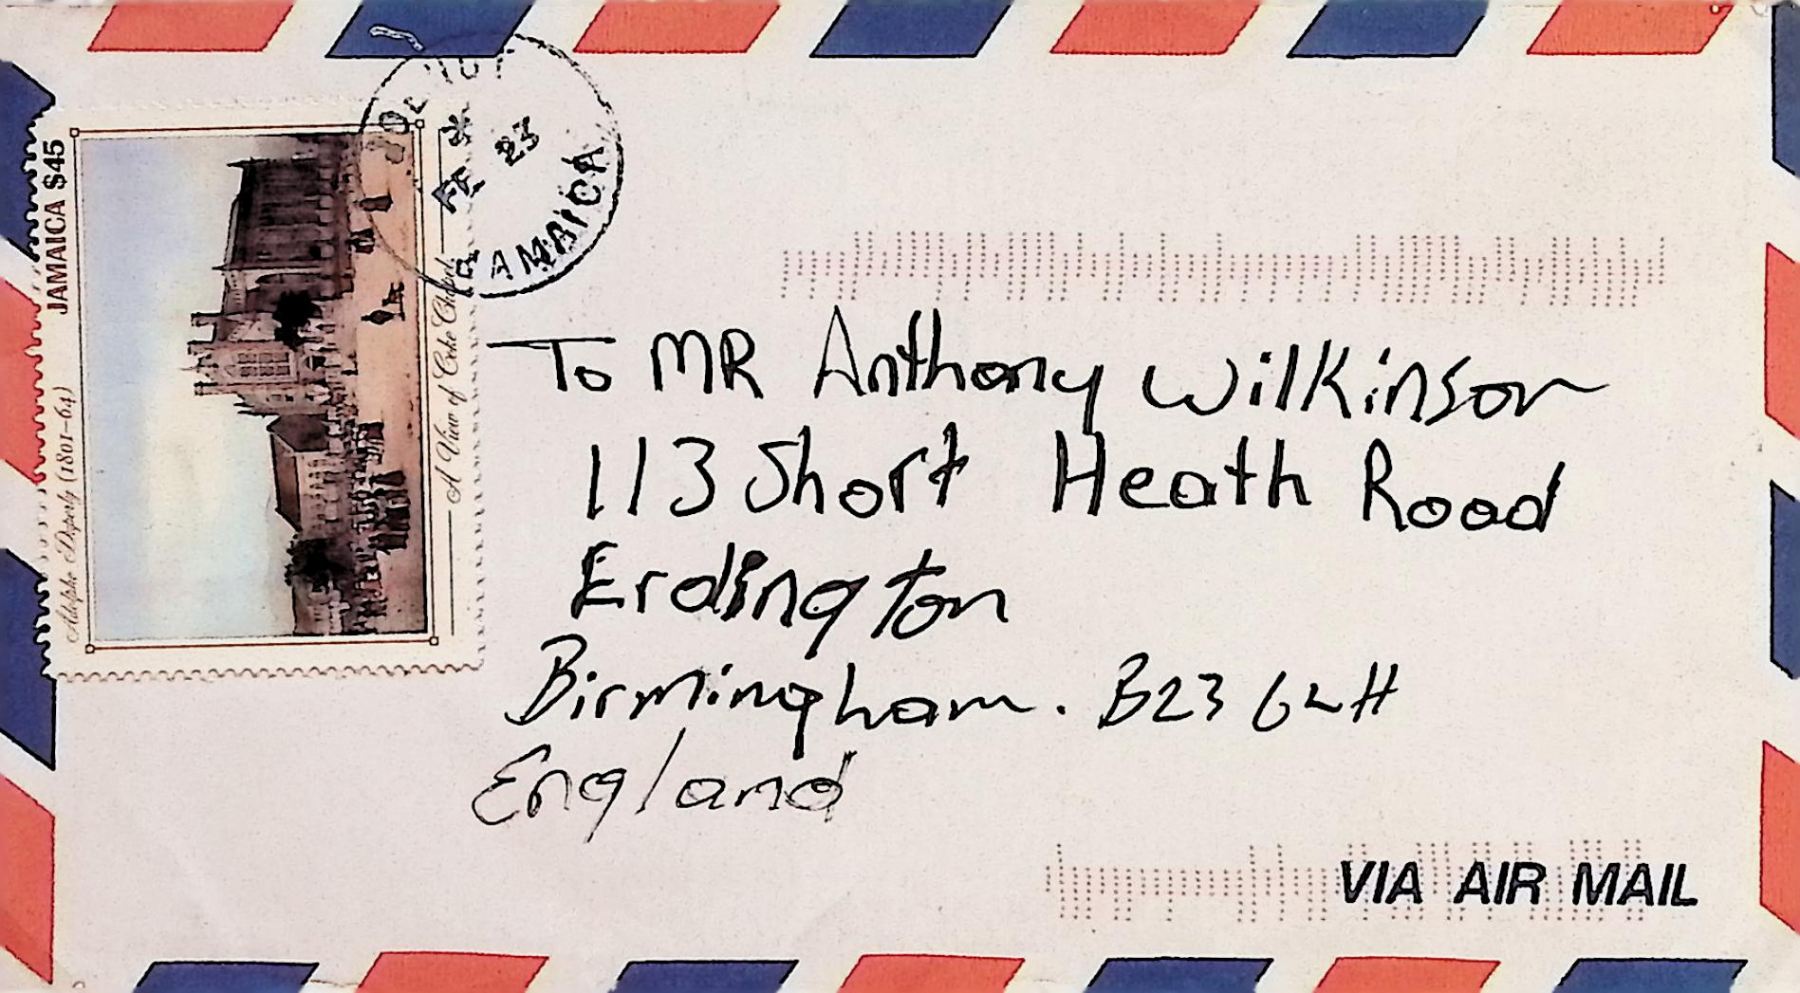 JAMAICA $45
Adolphe Duperly (1801–64)
A View of Coke Chapel
FE 23
JAMAICA
To MR Anthony Wilkinson
113 Short Heath Road
Erdington
Birmingham. B23 6LH
England
VIA AIR MAIL